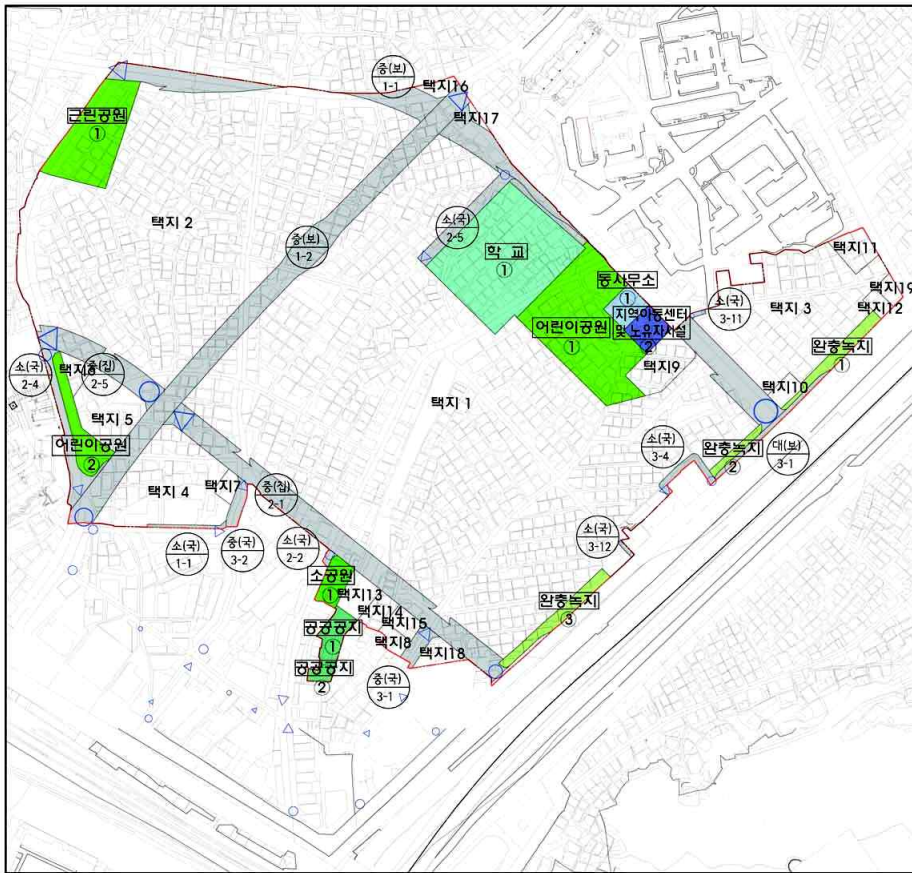 중(보)
1-1
택지16
택지17
근린공원
①
택지 2
소(국)
2-5
중(보)
1-2
학 교
①
동사무소
①
지역아동센터
및 노유자시설
②
어린이공원
①
택지9
소(국)
3-11
택지11
택지 3
택지19
택지12
완충녹지
①
택지10
소(국)
2-4
택지6
중(집)
2-5
택지 5
어린이공원
②
택지 1
택지 4
택지7
중(집)
2-1
소(국)
3-4
완충녹지
②
대(보)
3-1
소(국)
1-1
중(국)
3-2
소(국)
2-2
소(국)
3-12
소공원
①
택지13
택지14
택지15
택지8
택지18
공공공지
①
공공공지
②
중(국)
3-1
완충녹지
③